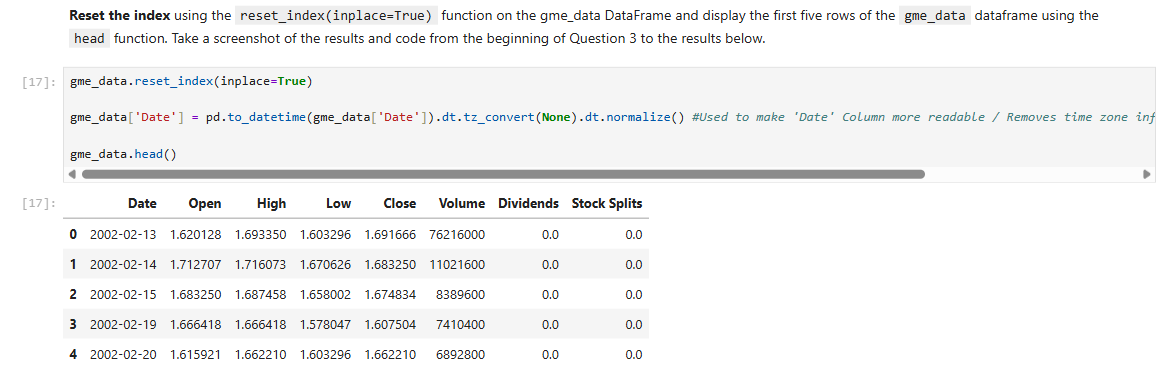 Reset the index using the reset_index(inplace=True) function on the gme_data DataFrame and display the first five rows of the gme_data dataframe using the
head function. Take a screenshot of the results and code from the beginning of Question 3 to the results below.
[17]: gme_data.reset_index(inplace=True)
gme_data['Date'] = pd.to_datetime(gme_data['Date']).dt.tz_convert(None).dt.normalize() #Used to make 'Date' Column more readable / Removes time zone inf
gme_data.head()
[17]: Date Open High Low Close Volume Dividends Stock Splits
0 2002-02-13 1.620128 1.693350 1.603296 1.691666 76216000 0.0 0.0
1 2002-02-14 1.712707 1.716073 1.670626 1.683250 11021600 0.0 0.0
2 2002-02-15 1.683250 1.687458 1.658002 1.674834 8389600 0.0 0.0
3 2002-02-19 1.666418 1.666418 1.578047 1.607504 7410400 0.0 0.0
4 2002-02-20 1.615921 1.662210 1.603296 1.662210 6892800 0.0 0.0